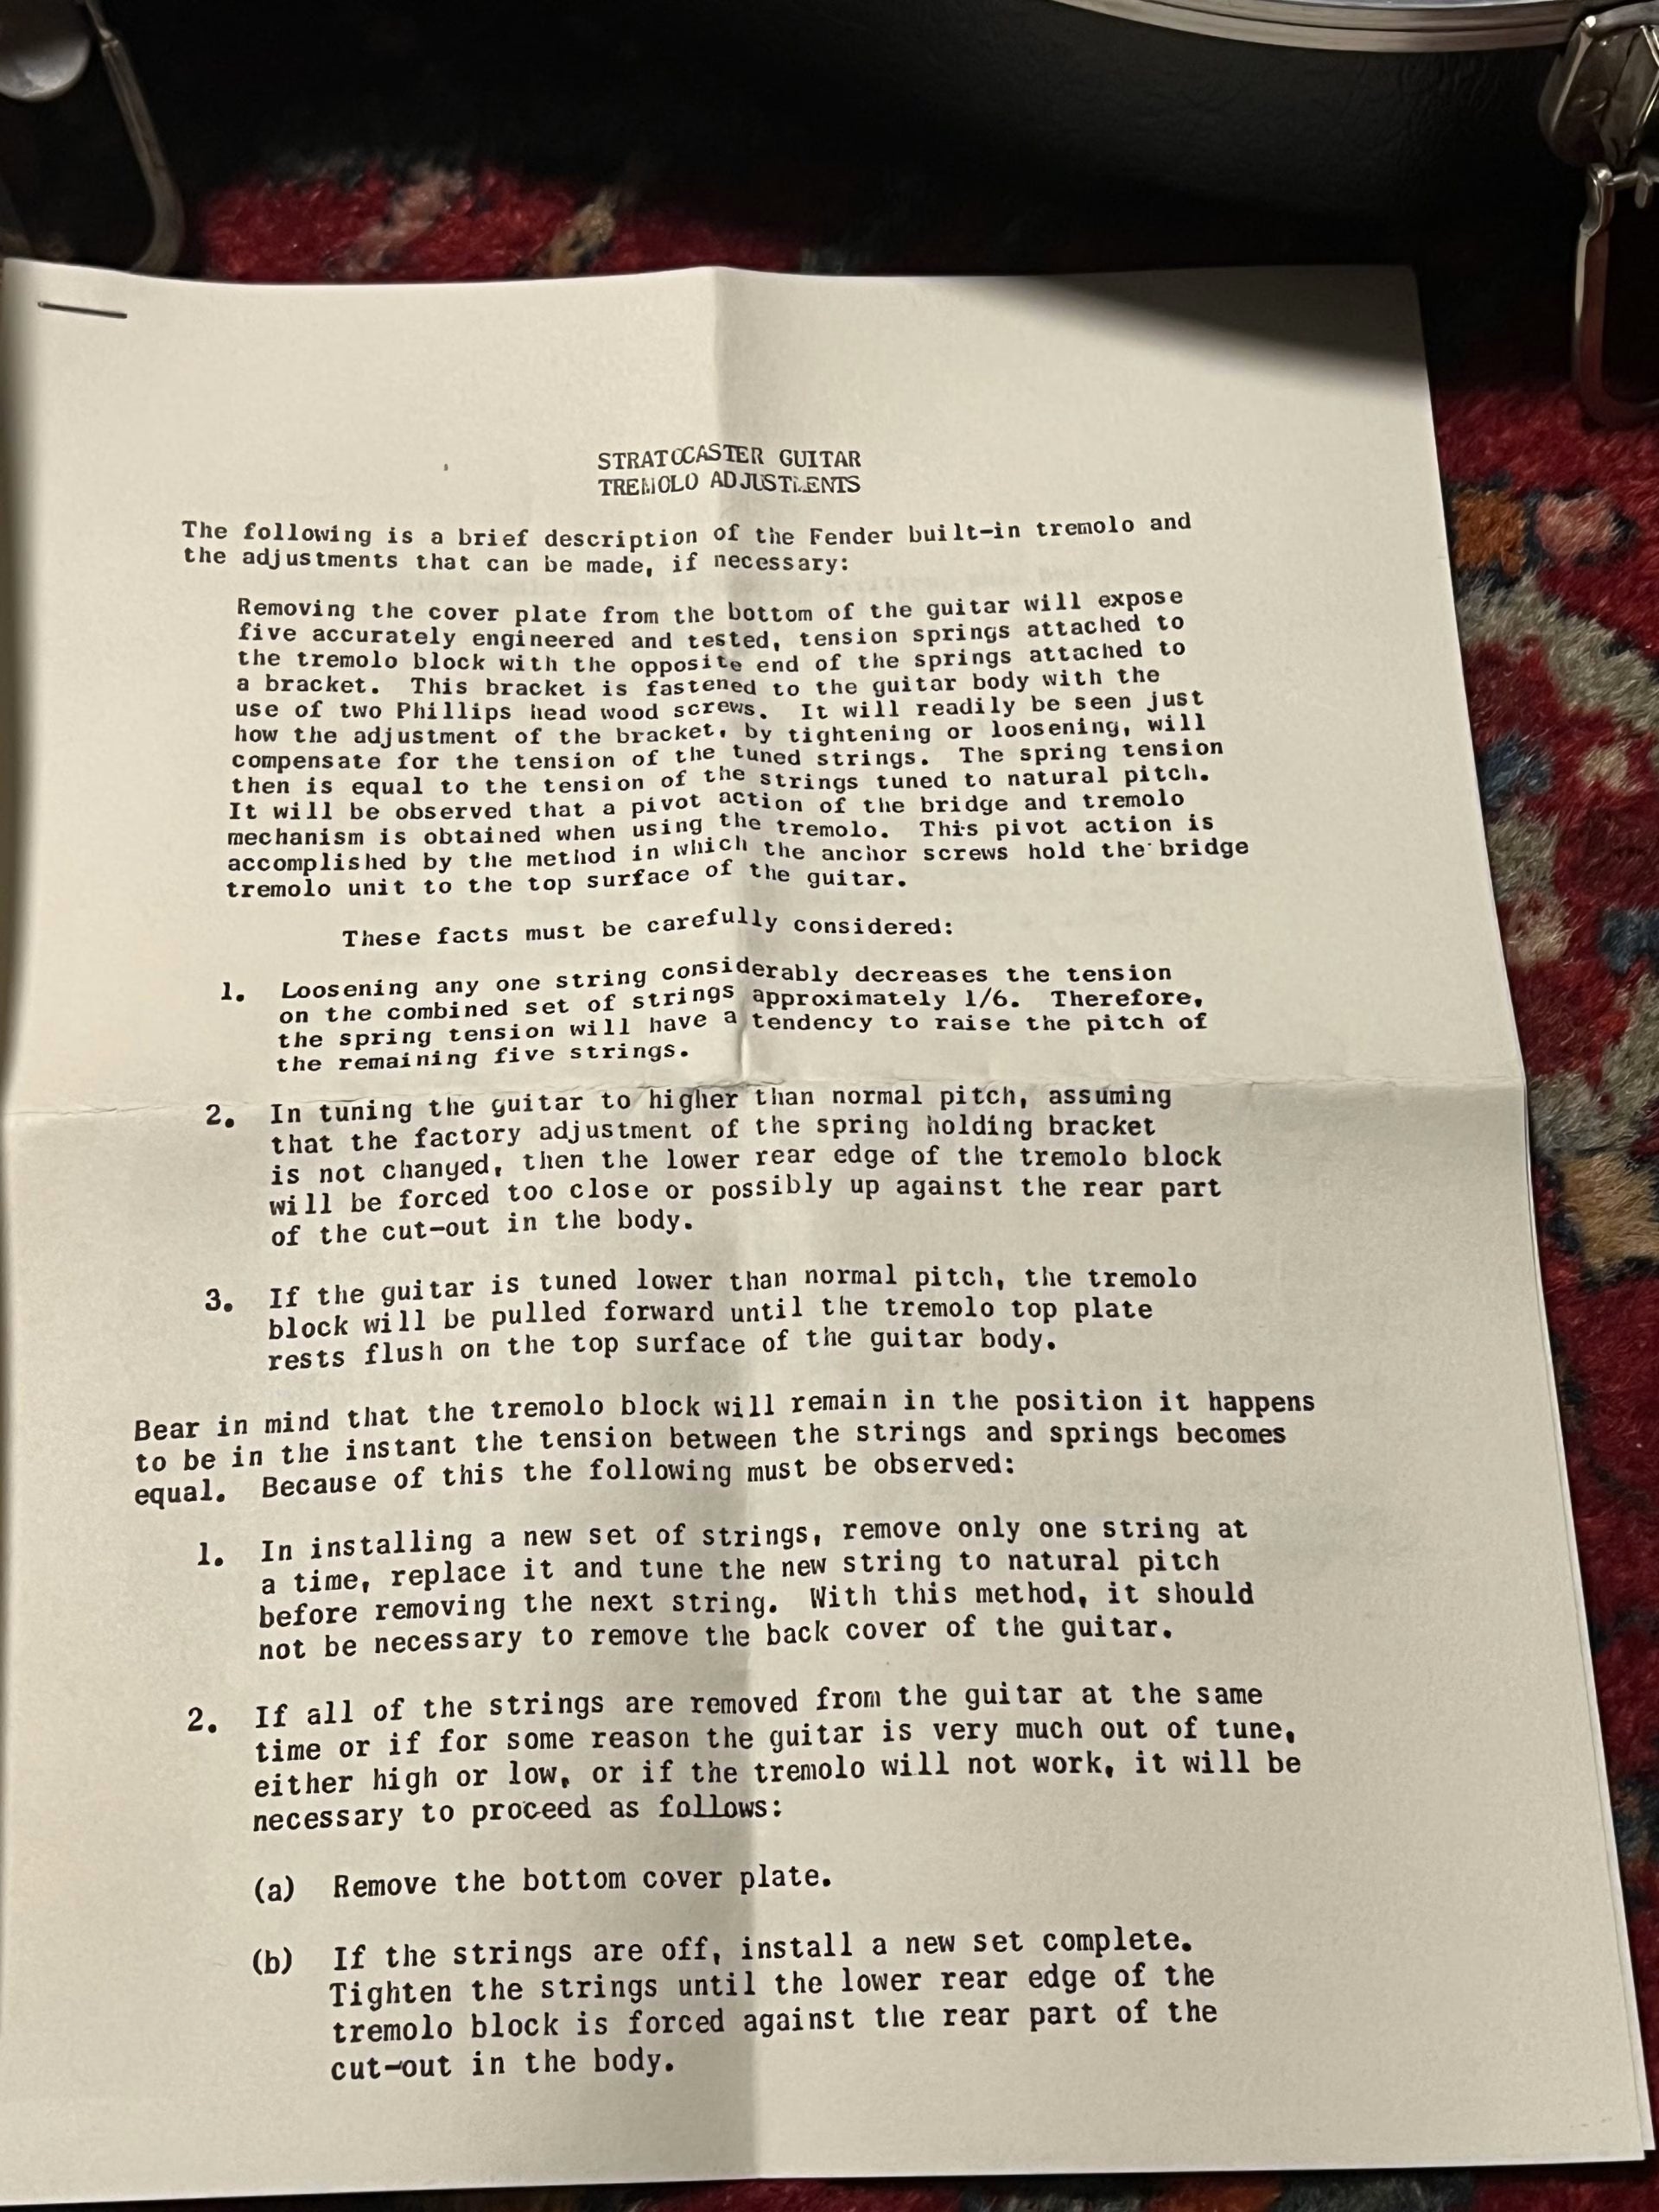 STRATOCASTER GUITAR
TREMOLO ADJUSTMENTS
The following is a brief description of the Fender built-in tremolo and
the adjustments that can be made, if necessary:
Removing the cover plate from the bottom of the guitar will expose
five accurately engineered and tested, tension springs attached to
the tremolo block with the opposite end of the springs attached to
a bracket. This bracket is fastened to the guitar body with the
use of two Phillips head wood screws. It will readily be seen just
how the adjustment of the bracket, by tightening or loosening, will
compensate for the tension of the tuned strings. The spring tension
then is equal to the tension of the strings tuned to natural pitch.
It will be observed that a pivot action of the bridge and tremolo
mechanism is obtained when using the tremolo. This pivot action is
accomplished by the method in which the anchor screws hold the bridge
tremolo unit to the top surface of the guitar.
These facts must be carefully considered:
1. Loosening any one string considerably decreases the tension
on the combined set of strings approximately 1/6. Therefore,
the spring tension will have a tendency to raise the pitch of
the remaining five strings.
2. In tuning the guitar to higher than normal pitch, assuming
that the factory adjustment of the spring holding bracket
is not changed, then the lower rear edge of the tremolo block
will be forced too close or possibly up against the rear part
of the cut-out in the body.
3. If the guitar is tuned lower than normal pitch, the tremolo
block will be pulled forward until the tremolo top plate
rests flush on the top surface of the guitar body.
Bear in mind that the tremolo block will remain in the position it happens
to be in the instant the tension between the strings and springs becomes
equal. Because of this the following must be observed:
1. In installing a new set of strings, remove only one string at
a time, replace it and tune the new string to natural pitch
before removing the next string. With this method, it should
not be necessary to remove the back cover of the guitar.
2. If all of the strings are removed from the guitar at the same
time or if for some reason the guitar is very much out of tune,
either high or low, or if the tremolo will not work, it will be
necessary to proceed as follows:
(a) Remove the bottom cover plate.
(b) If the strings are off, install a new set complete.
Tighten the strings until the lower rear edge of the
tremolo block is forced against the rear part of the
cut-out in the body.